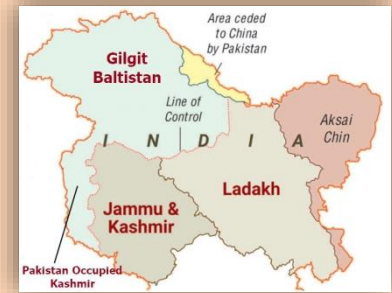 Area ceded
to China
by Pakistan
Gilgit
Baltistan
Line of
Control
Aksai
Chin
I N D I A
Ladakh
Jammu &
Kashmir
Pakistan Occupied
Kashmir